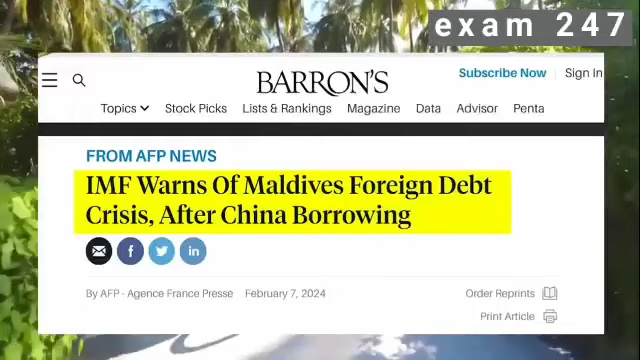 exam 247
BARRON'S
Subscribe Now
Sign In
Topics
Stock Picks
Lists & Rankings
Magazine
Data
Advisor
Penta
FROM AFP NEWS
IMF Warns Of Maldives Foreign Debt
Crisis, After China Borrowing
By AFP - Agence France Presse
February 7, 2024
Order Reprints
Print Article